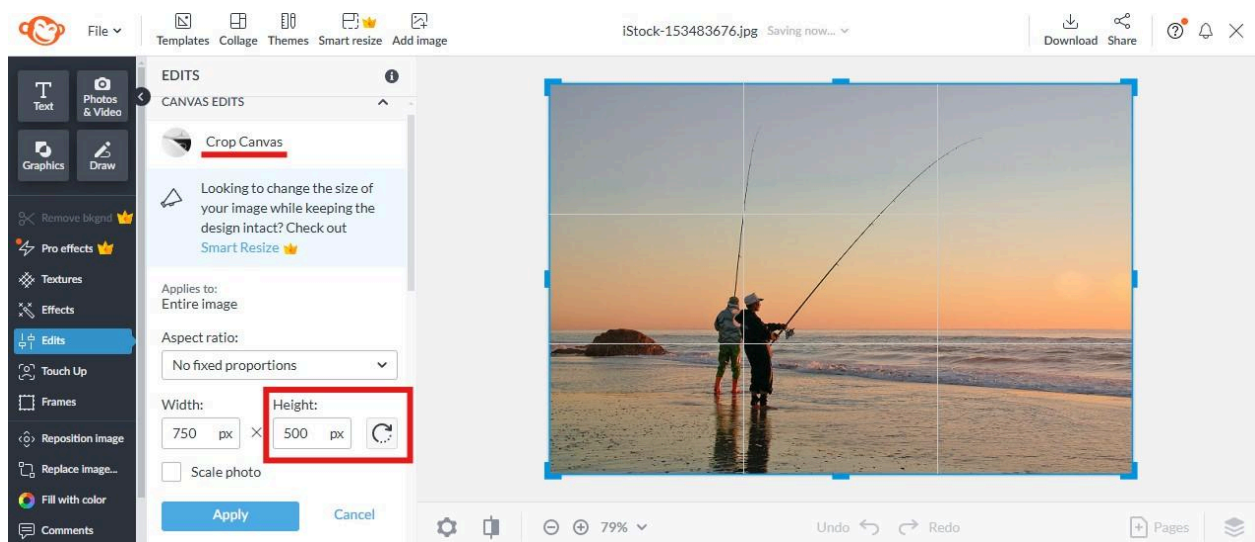 File
Templates Collage Themes Smart resize Add image
iStock-153483676.jpg Saving now...
Download Share
Text
Photos & Video
Graphics
Draw
Remove bkgnd
Pro effects
Textures
Effects
Edits
Touch Up
Frames
Reposition image
Replace image...
Fill with color
Comments
EDITS
CANVAS EDITS
Crop Canvas
Looking to change the size of
your image while keeping the
design intact? Check out
Smart Resize
Applies to:
Entire image
Aspect ratio:
No fixed proportions
Width: Height:
750 px × 500 px
Scale photo
Apply Cancel
79%
Undo Redo
Pages